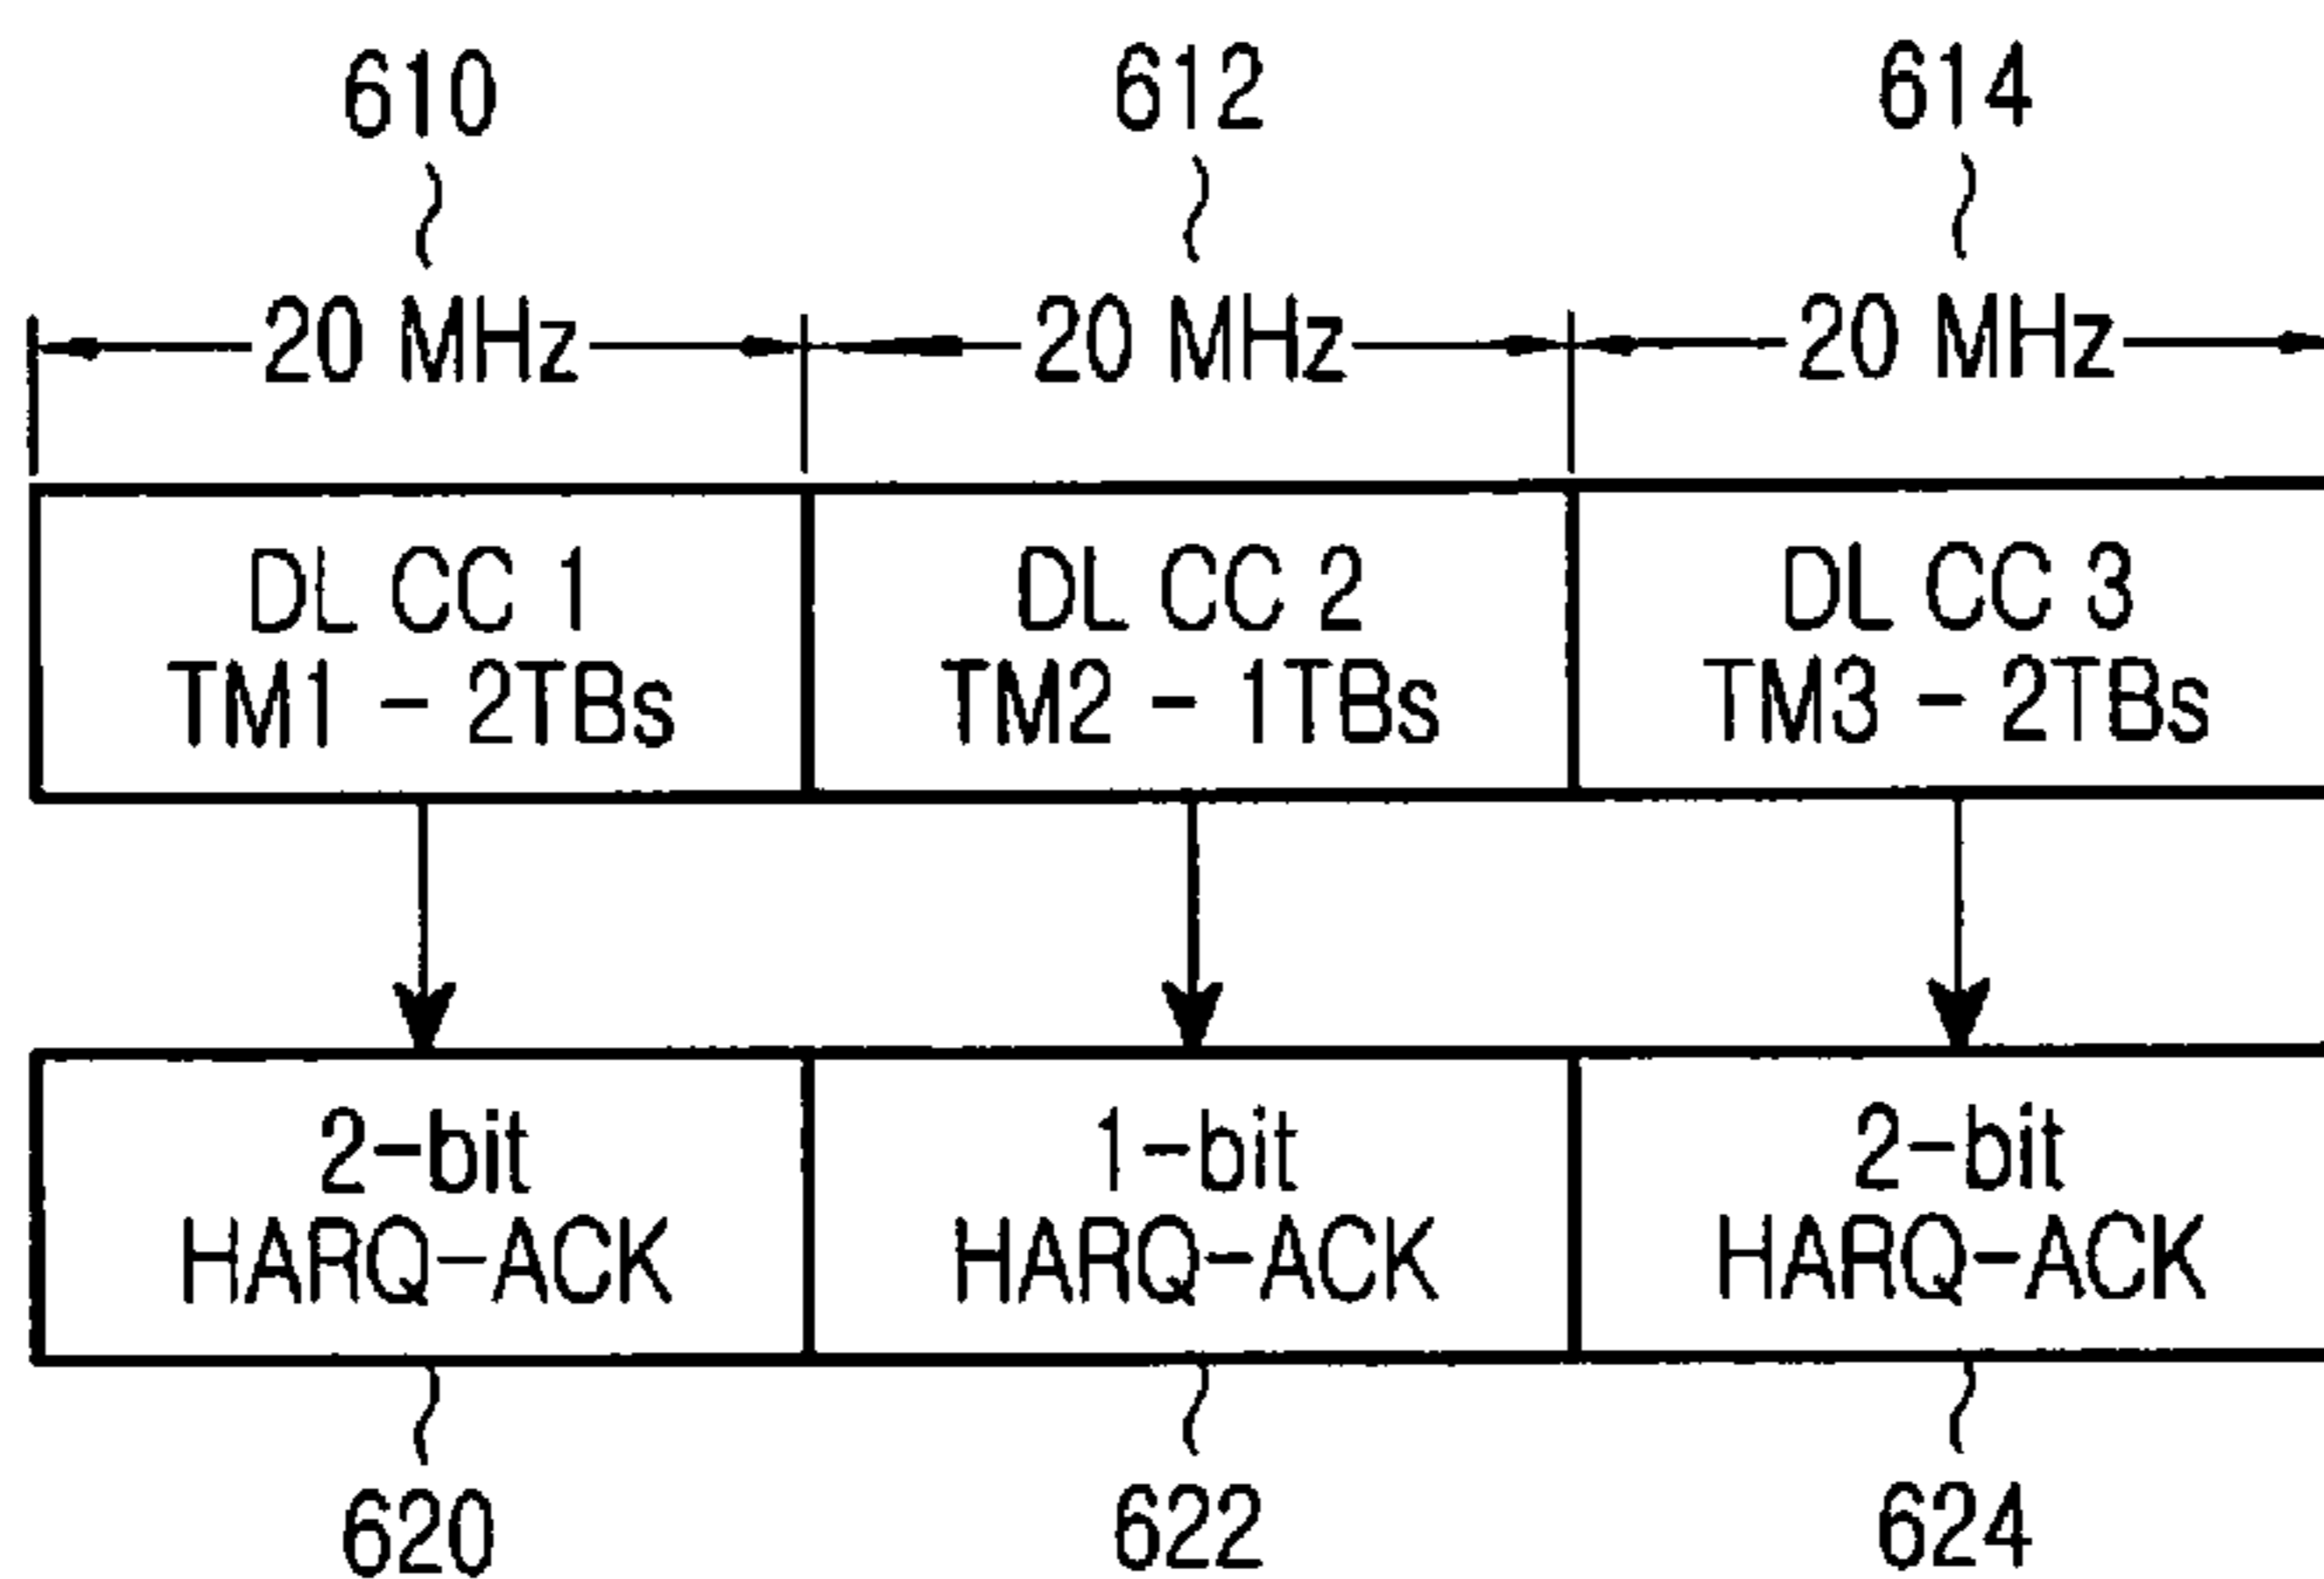 610 612 614
20 MHz 20 MHz 20 MHz
DL CC 1
TM1 - 2TBs
DL CC 2
TM2 - 1TBs
DL CC 3
TM3 - 2TBs
2-bit
HARQ-ACK
1-bit
HARQ-ACK
2-bit
HARQ-ACK
620 622 624